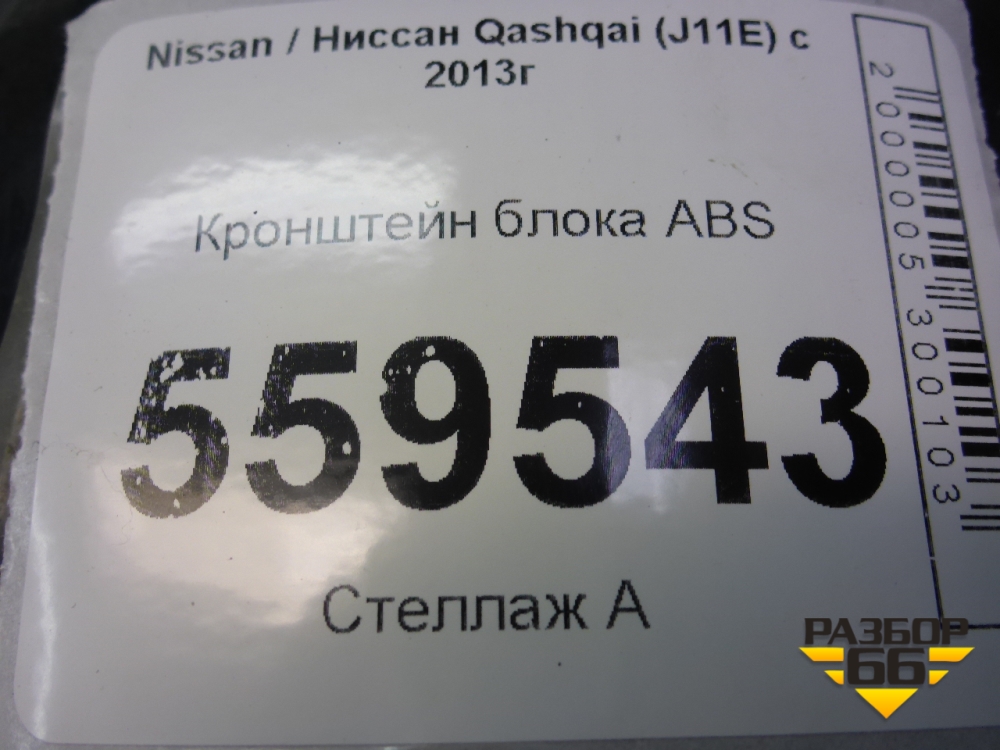 Nissan / Ниссан Qashqai (J11E) с
2013г
Кронштейн блока ABS
559543
Стеллаж А
2000005300103
РАЗБОР
66